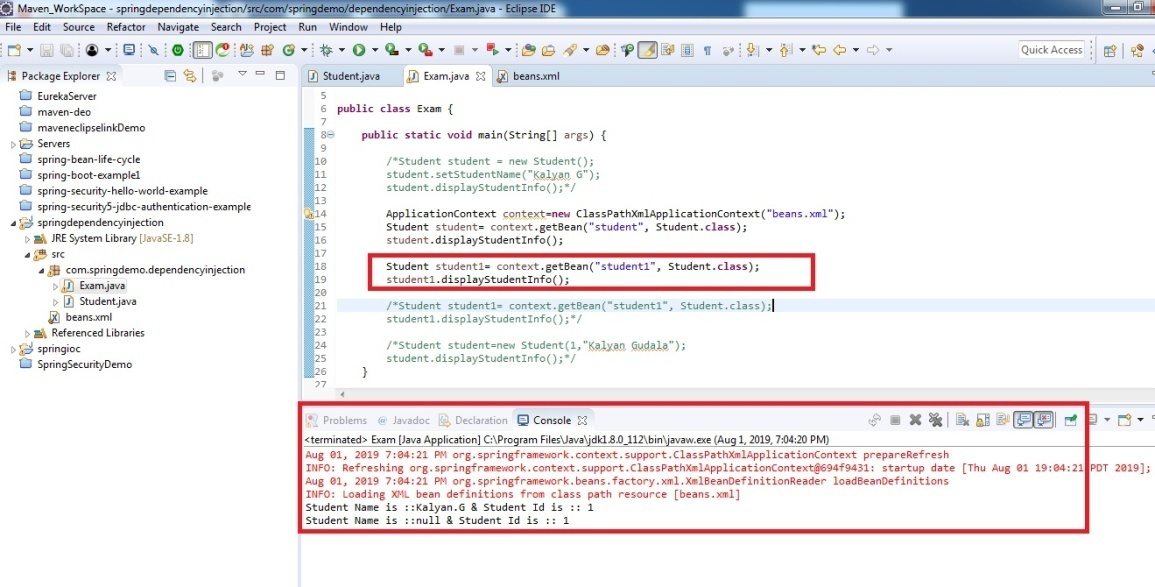 Maven_WorkSpace - springdependencyinjection/src/com/springdemo/dependencyinjection/Exam.java - Eclipse IDE
File Edit Source Refactor Navigate Search Project Run Window Help
Quick Access
Package Explorer
EurekaServer
maven-deo
maveneclipselinkDemo
Servers
spring-bean-life-cycle
spring-boot-example1
spring-security-hello-world-example
spring-security5-jdbc-authentication-example
springdependencyinjection
JRE System Library [JavaSE-1.8]
src
com.springdemo.dependencyinjection
Exam.java
Student.java
beans.xml
Referenced Libraries
springioc
SpringSecurityDemo
Student.java Exam.java beans.xml
5
6 public class Exam {
7
8 public static void main(String[] args) {
9
10 /*Student student = new Student();
11 student.setStudentName("Kalyan G");
12 student.displayStudentInfo();*/
13
14 ApplicationContext context=new ClassPathXmlApplicationContext("beans.xml");
15 Student student= context.getBean("student", Student.class);
16 student.displayStudentInfo();
17
18 Student student1= context.getBean("student1", Student.class);
19 student1.displayStudentInfo();
20
21 /*Student student1= context.getBean("student1", Student.class);
22 student1.displayStudentInfo();*/
23
24 /*Student student=new Student(1,"Kalyan Gudala");
25 student.displayStudentInfo();*/
26 }
27
Problems Javadoc Declaration Console
<terminated> Exam [Java Application] C:\Program Files\Java\jdk1.8.0_112\bin\javaw.exe (Aug 1, 2019, 7:04:20 PM)
Aug 01, 2019 7:04:21 PM org.springframework.context.support.ClassPathXmlApplicationContext prepareRefresh
INFO: Refreshing org.springframework.context.support.ClassPathXmlApplicationContext@694f9431: startup date [Thu Aug 01 19:04:21 PDT 2019];
Aug 01, 2019 7:04:21 PM org.springframework.beans.factory.xml.XmlBeanDefinitionReader loadBeanDefinitions
INFO: Loading XML bean definitions from class path resource [beans.xml]
Student Name is ::Kalyan.G & Student Id is :: 1
Student Name is ::null & Student Id is :: 1